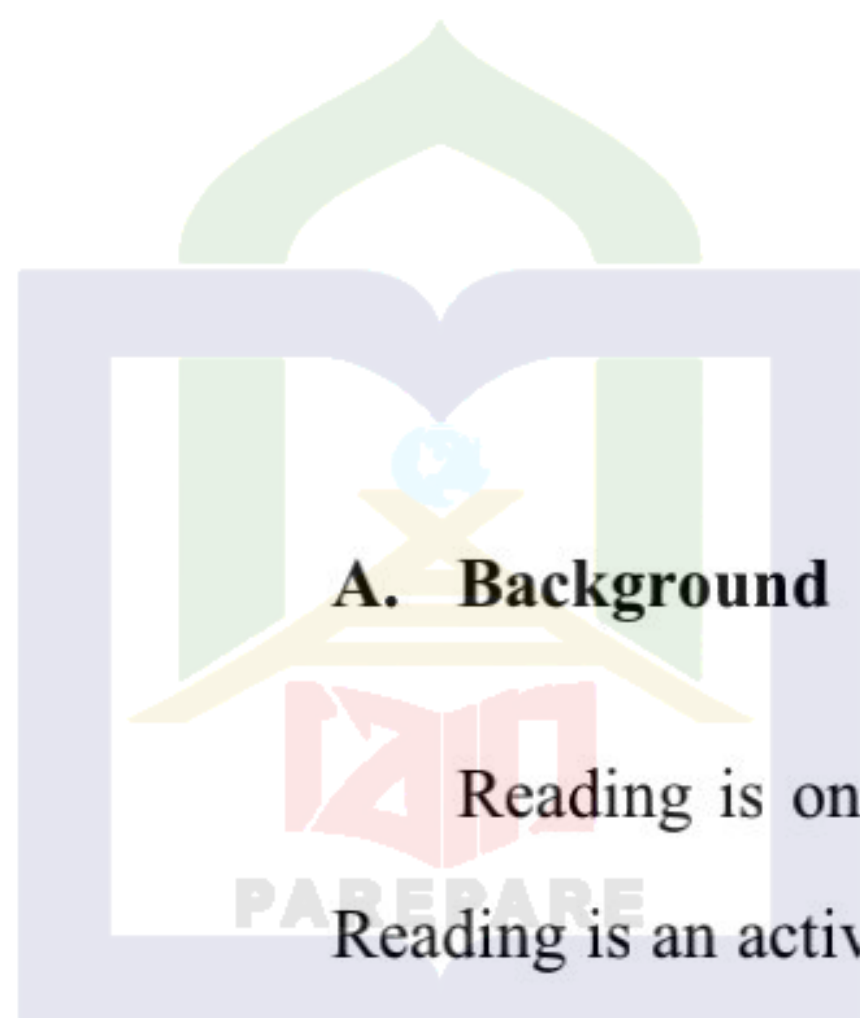 A. Background
Reading is on
PAREPARE
Reading is an activ